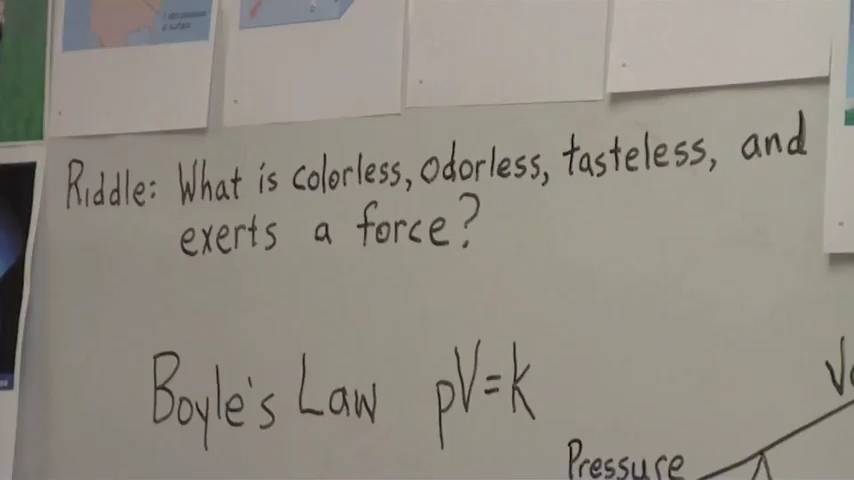 Riddle: What is colorless, odorless, tasteless, and
exerts a force?
Boyle's Law pV=k
Pressure